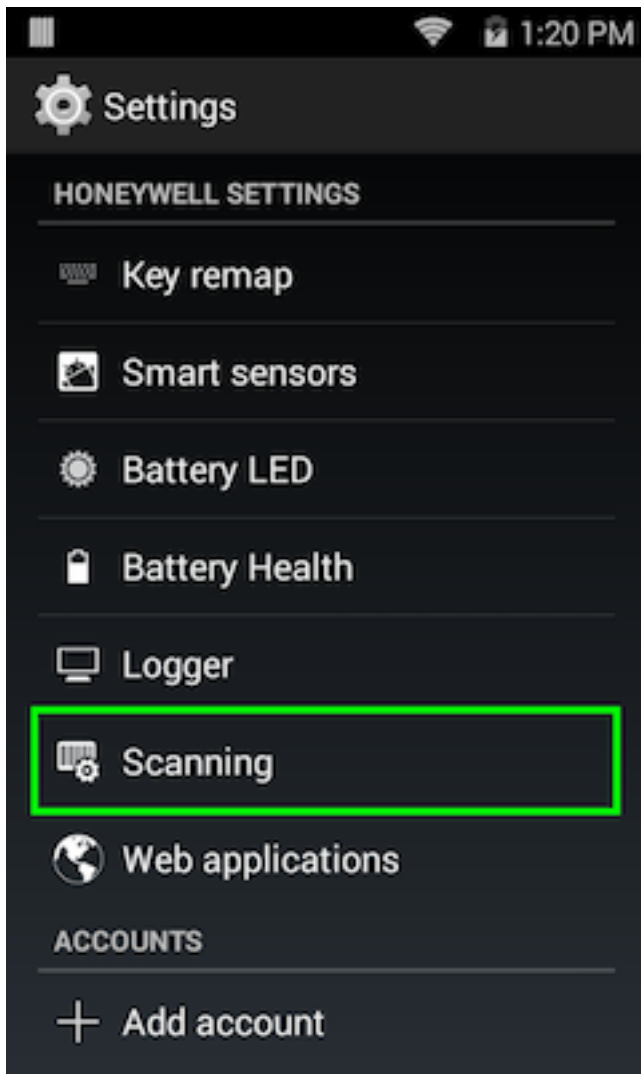 1:20 PM
Settings
HONEYWELL SETTINGS
Key remap
Smart sensors
Battery LED
Battery Health
Logger
Scanning
Web applications
ACCOUNTS
Add account